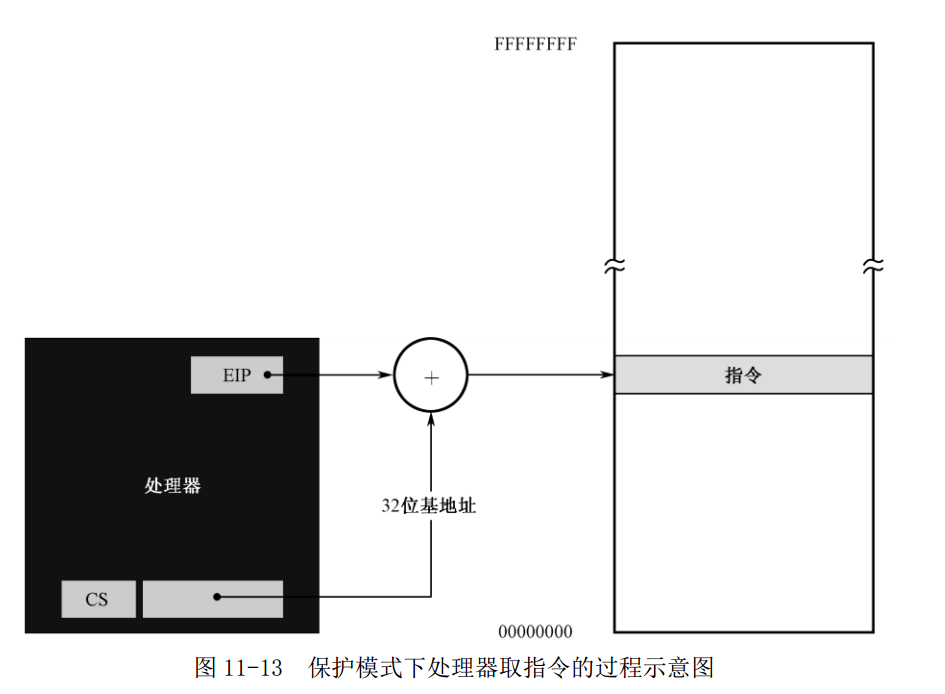 FFFFFFFF
EIP
+
指令
处理器
32位基地址
CS
00000000
图 11-13 保护模式下处理器取指令的过程示意图